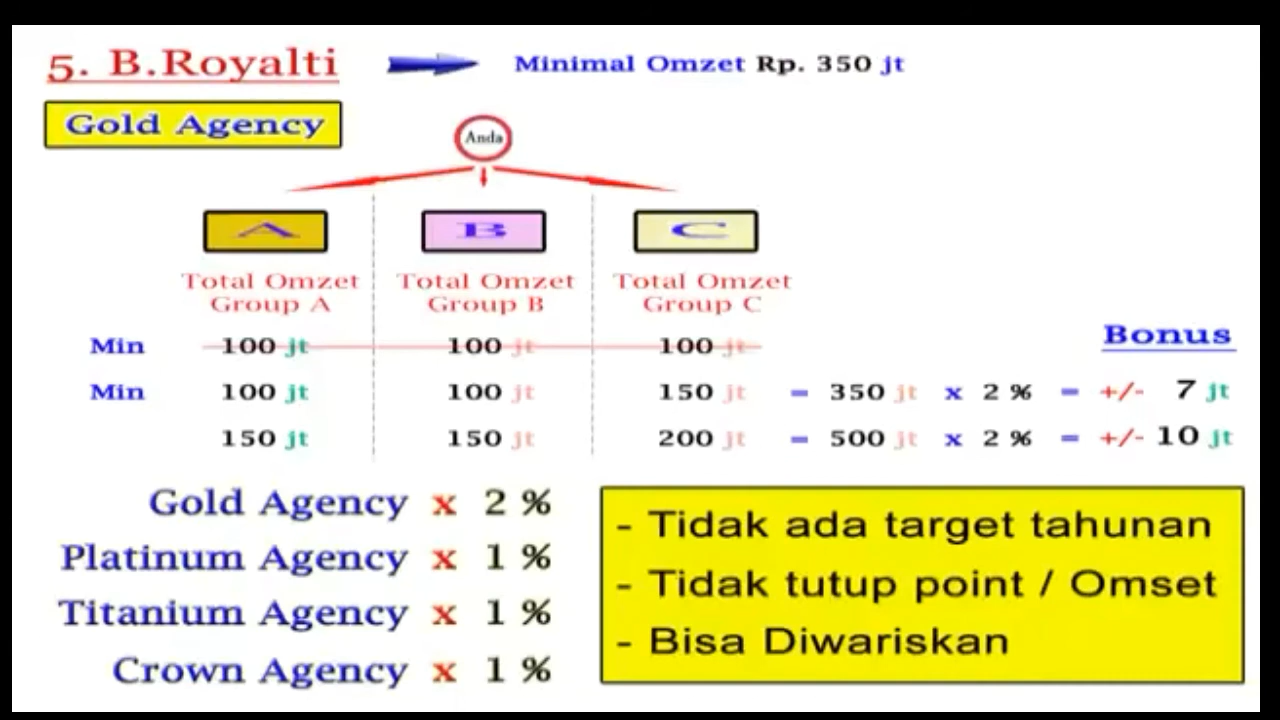 5. B.Royalti Minimal Omzet Rp. 350 jt
Gold Agency
Anda
A B C
Total Omzet Total Omzet Total Omzet
Group A Group B Group C
Bonus
Min 100 jt 100 jt 100 jt
Min 100 jt 100 jt 150 jt = 350 jt x 2 % = +/- 7 jt
150 jt 150 jt 200 jt = 500 jt x 2 % = +/- 10 jt
Gold Agency x 2 %
Platinum Agency x 1 %
Titanium Agency x 1 %
Crown Agency x 1 %
- Tidak ada target tahunan
- Tidak tutup point / Omset
- Bisa Diwariskan